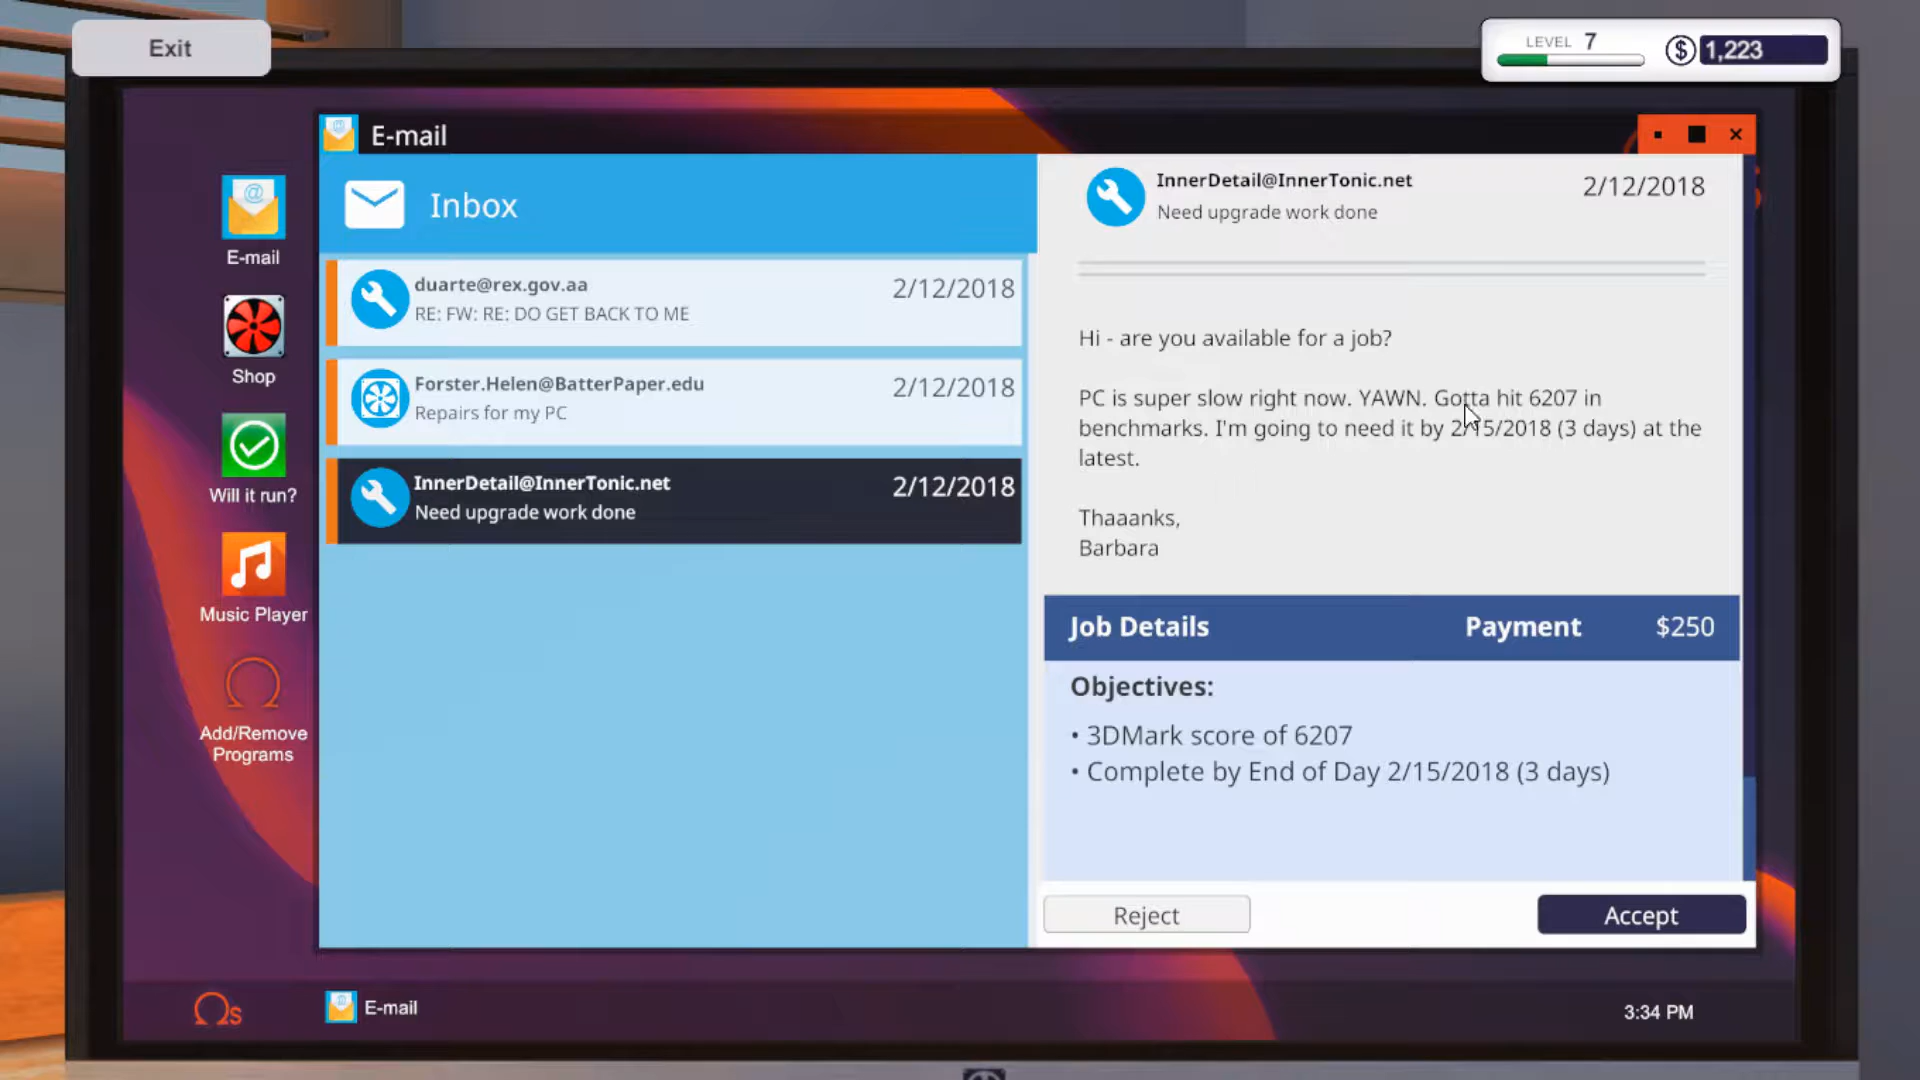 Exit
LEVEL 7
$ 1,223
E-mail
Inbox
duarte@rex.gov.aa
2/12/2018
RE: FW: RE: DO GET BACK TO ME
Forster.Helen@BatterPaper.edu
2/12/2018
Repairs for my PC
InnerDetail@InnerTonic.net
2/12/2018
Need upgrade work done
InnerDetail@InnerTonic.net
2/12/2018
Need upgrade work done
Hi - are you available for a job?
PC is super slow right now. YAWN. Gotta hit 6207 in
benchmarks. I'm going to need it by 2/15/2018 (3 days) at the
latest.
Thaaanks,
Barbara
Job Details
Payment
$250
Objectives:
• 3DMark score of 6207
• Complete by End of Day 2/15/2018 (3 days)
Reject
Accept
E-mail
Shop
Will it run?
Music Player
Add/Remove
Programs
Ωs
E-mail
3:34 PM